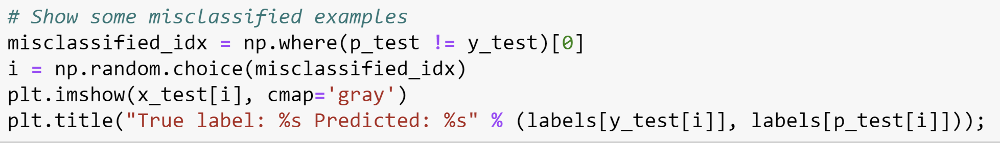 # Show some misclassified examples
misclassified_idx = np.where(p_test != y_test)[0]
i = np.random.choice(misclassified_idx)
plt.imshow(x_test[i], cmap='gray')
plt.title("True label: %s Predicted: %s" % (labels[y_test[i]], labels[p_test[i]]));